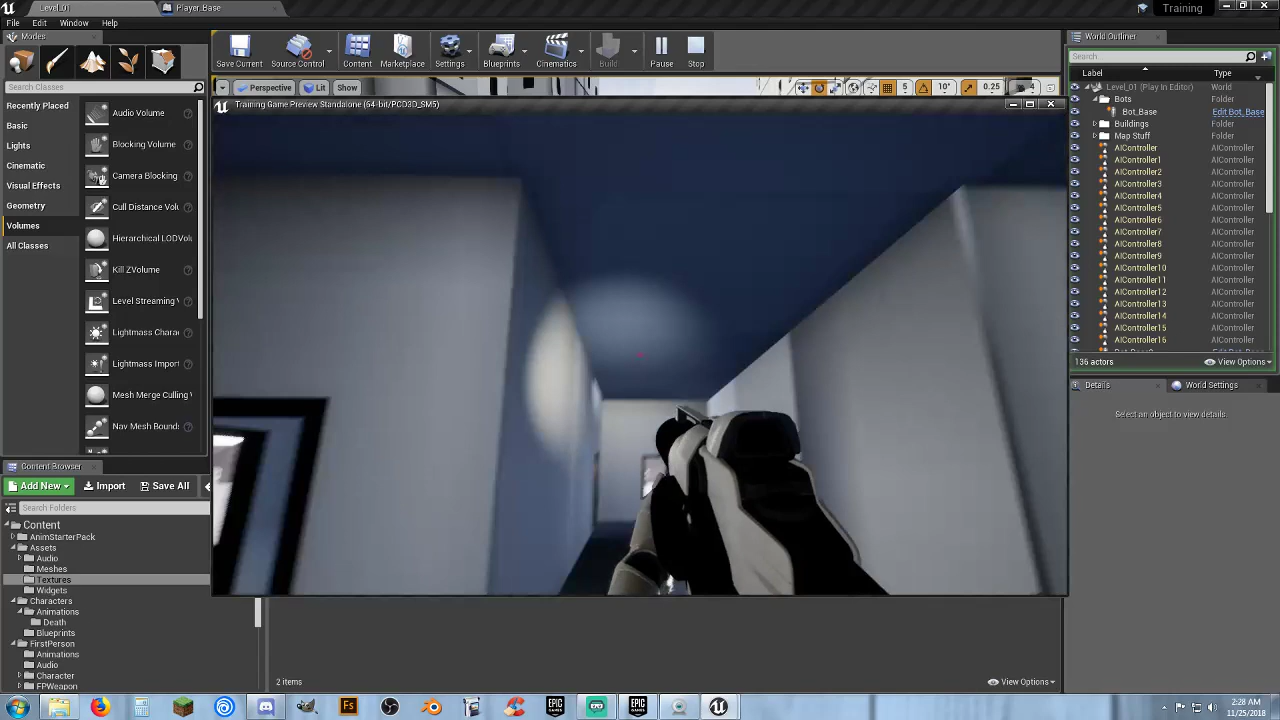 Level_01
Player_Base
Training
File Edit Window Help
Modes
Search Classes
Recently Placed
Basic
Lights
Cinematic
Visual Effects
Geometry
Volumes
All Classes
Audio Volume
Blocking Volume
Camera Blocking
Cull Distance Volu
Hierarchical LODVolu
Kill ZVolume
Level Streaming V
Lightmass Charac
Lightmass Import
Mesh Merge Culling V
Nav Mesh Bounds
Save Current
Source Control
Content
Marketplace
Settings
Blueprints
Cinematics
Build
Pause
Stop
Perspective Lit Show
5 10° 0.25 4
Training Game Preview Standalone (64-bit/PCD3D_SM5)
World Outliner
Search...
Label Type
Level_01 (Play In Editor) World
Bots Folder
Bot_Base Edit Bot_Base
Buildings Folder
Map Stuff Folder
AIController AIController
AIController1 AIController
AIController2 AIController
AIController3 AIController
AIController4 AIController
AIController5 AIController
AIController6 AIController
AIController7 AIController
AIController8 AIController
AIController9 AIController
AIController10 AIController
AIController11 AIController
AIController12 AIController
AIController13 AIController
AIController14 AIController
AIController15 AIController
AIController16 AIController
136 actors View Options
Details World Settings
Select an object to view details.
Content Browser
Add New Import Save All
Search Folders
Content
AnimStarterPack
Assets
Audio
Meshes
Textures
Widgets
Characters
Animations
Death
Blueprints
FirstPerson
Animations
Audio
Character
FPWeapon
2 items
View Options
Fs
EPIC GAMES
EPIC GAMES
2:28 AM
11/25/2018